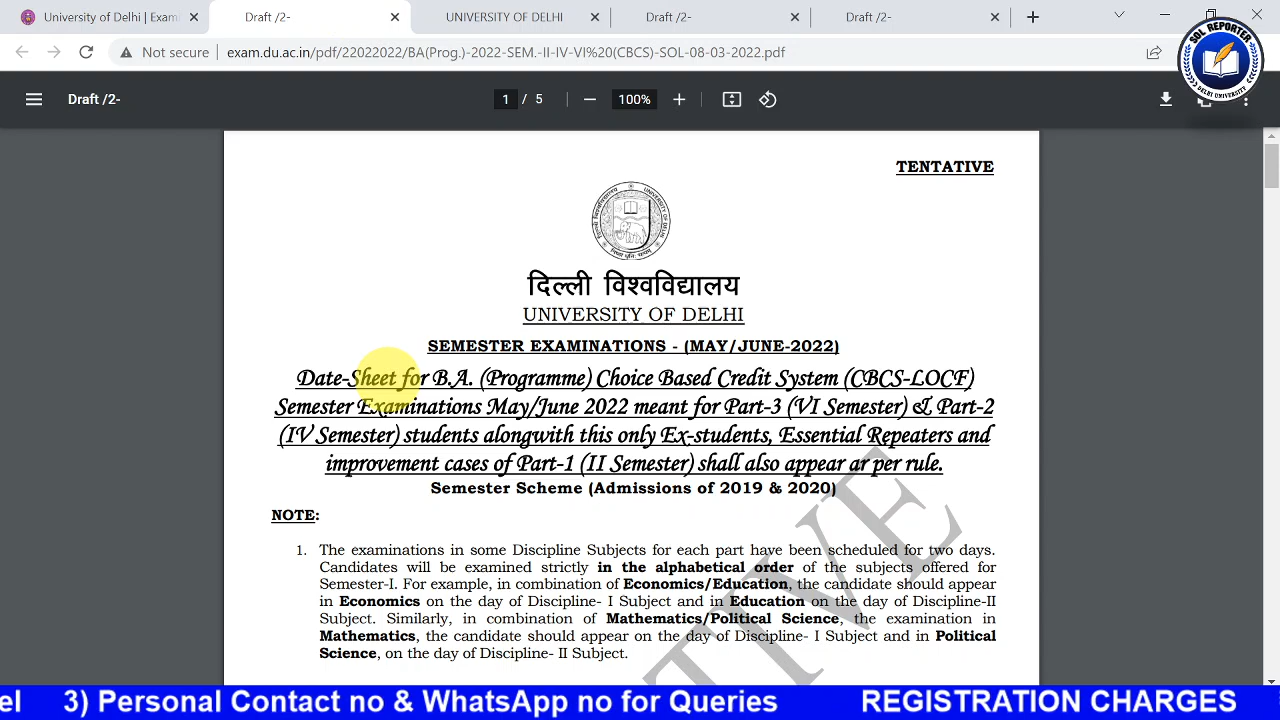 University of Delhi | Exam
Draft /2-
UNIVERSITY OF DELHI
Draft /2-
Draft /2-
Not secure
exam.du.ac.in/pdf/22022022/BA(Prog.)-2022-SEM.-II-IV-VI%20(CBCS)-SOL-08-03-2022.pdf
SOL REPORTER
DELHI UNIVERSITY
Draft /2-
1 / 5
100%
TENTATIVE
दिल्ली विश्वविद्यालय
UNIVERSITY OF DELHI
SEMESTER EXAMINATIONS - (MAY/JUNE-2022)
Date-Sheet for B.A. (Programme) Choice Based Credit System (CBCS-LOCF)
Semester Examinations May/June 2022 meant for Part-3 (VI Semester) & Part-2
(IV Semester) students alongwith this only Ex-students, Essential Repeaters and
improvement cases of Part-1 (II Semester) shall also appear ar per rule.
Semester Scheme (Admissions of 2019 & 2020)
NOTE:
1. The examinations in some Discipline Subjects for each part have been scheduled for two days.
Candidates will be examined strictly in the alphabetical order of the subjects offered for
Semester-I. For example, in combination of Economics/Education, the candidate should appear
in Economics on the day of Discipline- I Subject and in Education on the day of Discipline-II
Subject. Similarly, in combination of Mathematics/Political Science, the examination in
Mathematics, the candidate should appear on the day of Discipline- I Subject and in Political
Science, on the day of Discipline- II Subject.
TIVE
el 3) Personal Contact no & WhatsApp no for Queries REGISTRATION CHARGES